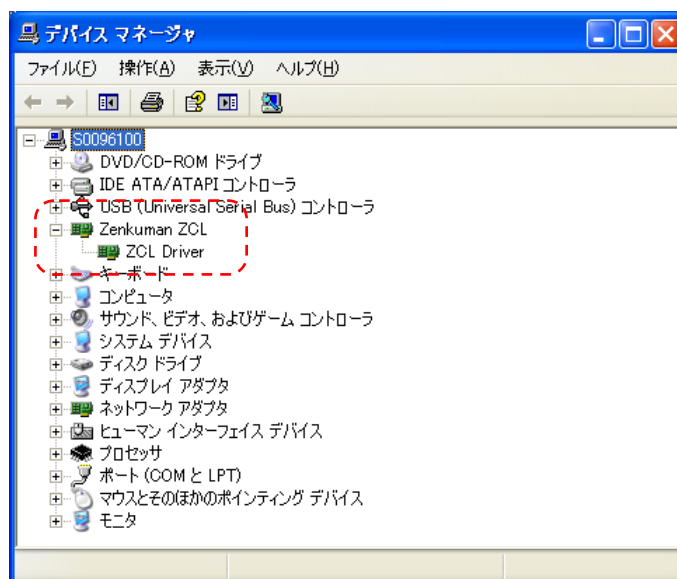 デバイス マネージャ
ファイル(F) 操作(A) 表示(V) ヘルプ(H)
S0096100
DVD/CD-ROM ドライブ
IDE ATA/ATAPI コントローラ
USB (Universal Serial Bus) コントローラ
Zenkuman ZCL
ZCL Driver
キーボード
コンピュータ
サウンド、ビデオ、およびゲーム コントローラ
システム デバイス
ディスク ドライブ
ディスプレイ アダプタ
ネットワーク アダプタ
ヒューマン インターフェイス デバイス
プロセッサ
ポート (COM と LPT)
マウスとそのほかのポインティング デバイス
モニタ